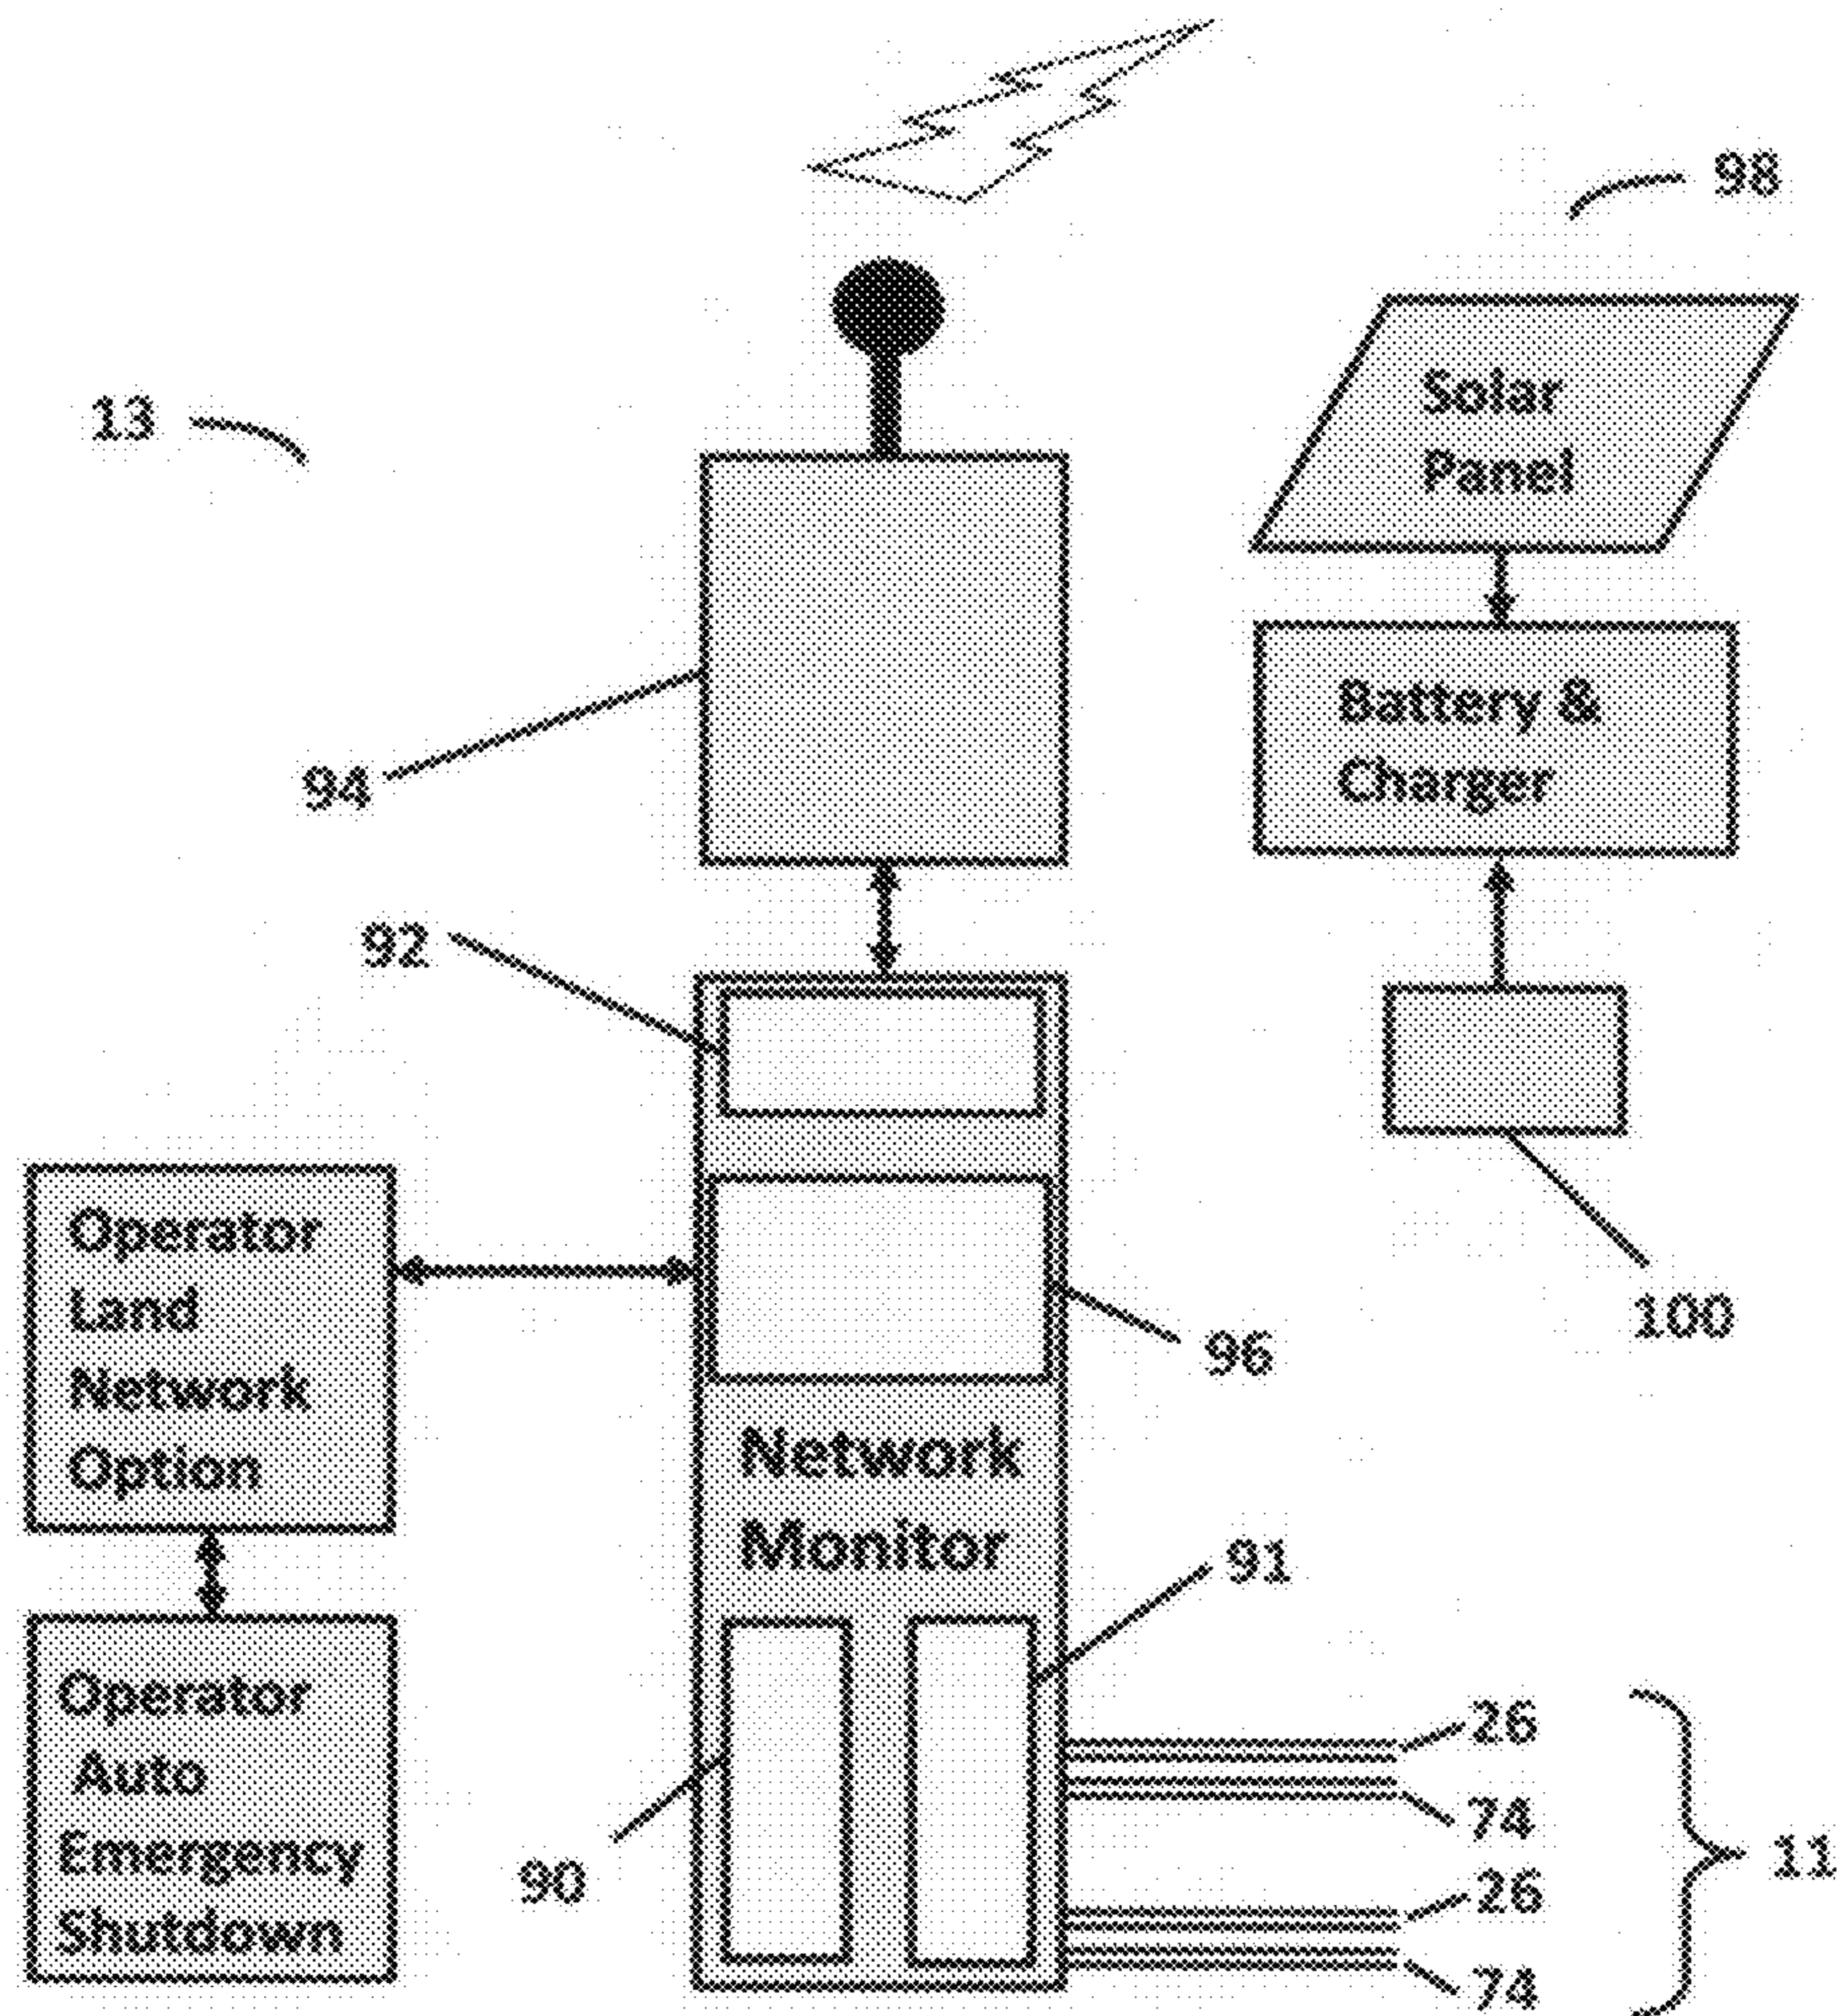 98
13
Solar
Panel
94
Battery &
Charger
92
100
Operator
Land
Network
Option
96
Network
Monitor
91
Operator
Auto
Emergency
Shutdown
90
26
74
26
74
11